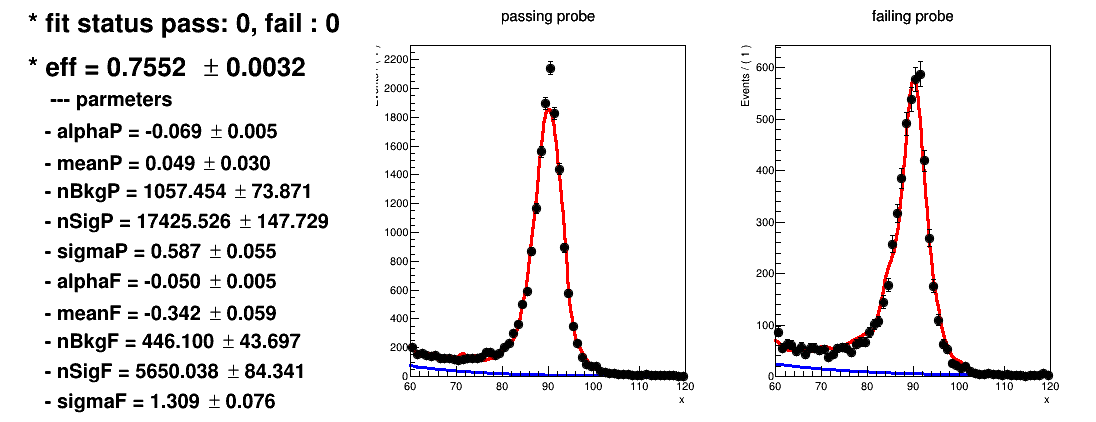 * fit status pass: 0, fail : 0
* eff = 0.7552 ± 0.0032
--- parmeters
- alphaP = -0.069 ± 0.005
- meanP = 0.049 ± 0.030
- nBkgP = 1057.454 ± 73.871
- nSigP = 17425.526 ± 147.729
- sigmaP = 0.587 ± 0.055
- alphaF = -0.050 ± 0.005
- meanF = -0.342 ± 0.059
- nBkgF = 446.100 ± 43.697
- nSigF = 5650.038 ± 84.341
- sigmaF = 1.309 ± 0.076
passing probe
2200
2000
1800
1600
1400
1200
1000
800
600
400
200
0
60 70 80 90 100 110 120
x
failing probe
Events / ( 1 )
600
500
400
300
200
100
0
60 70 80 90 100 110 120
x